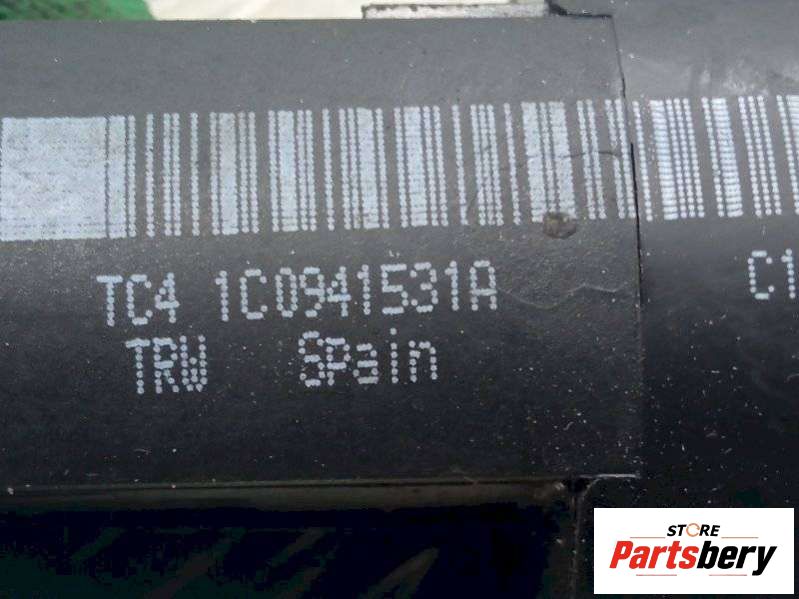 TC4 1C0941531A C1
TRW Spain
STORE
Partsbery